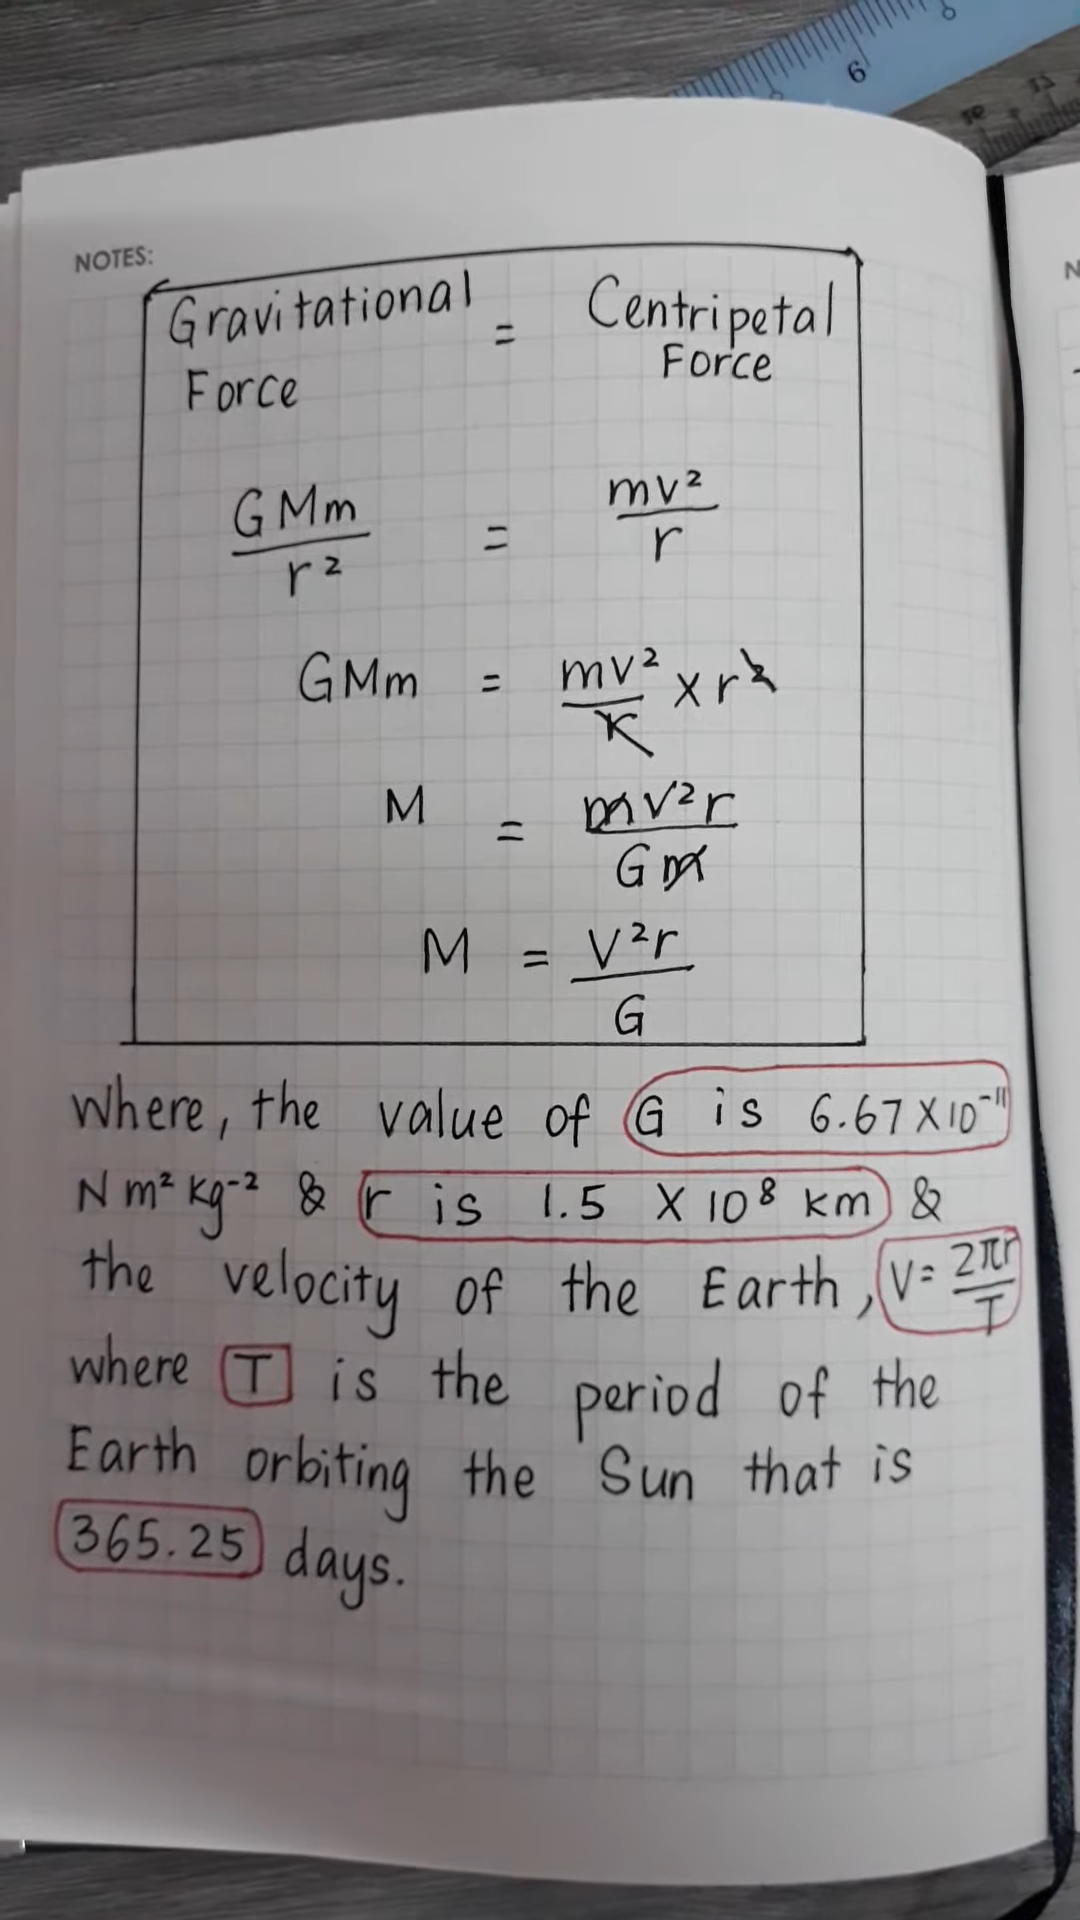 NOTES:
Gravitational Force = Centripetal Force
GMm/r² = mv²/r
GMm = mv²/r × r²
M = mv²r/Gm
M = V²r/G
where, the value of G is 6.67 × 10⁻¹¹
N m² kg⁻² & r is 1.5 × 10⁸ km &
the velocity of the Earth, V = 2πr/T
where T is the period of the
Earth orbiting the Sun that is
365.25 days.
6